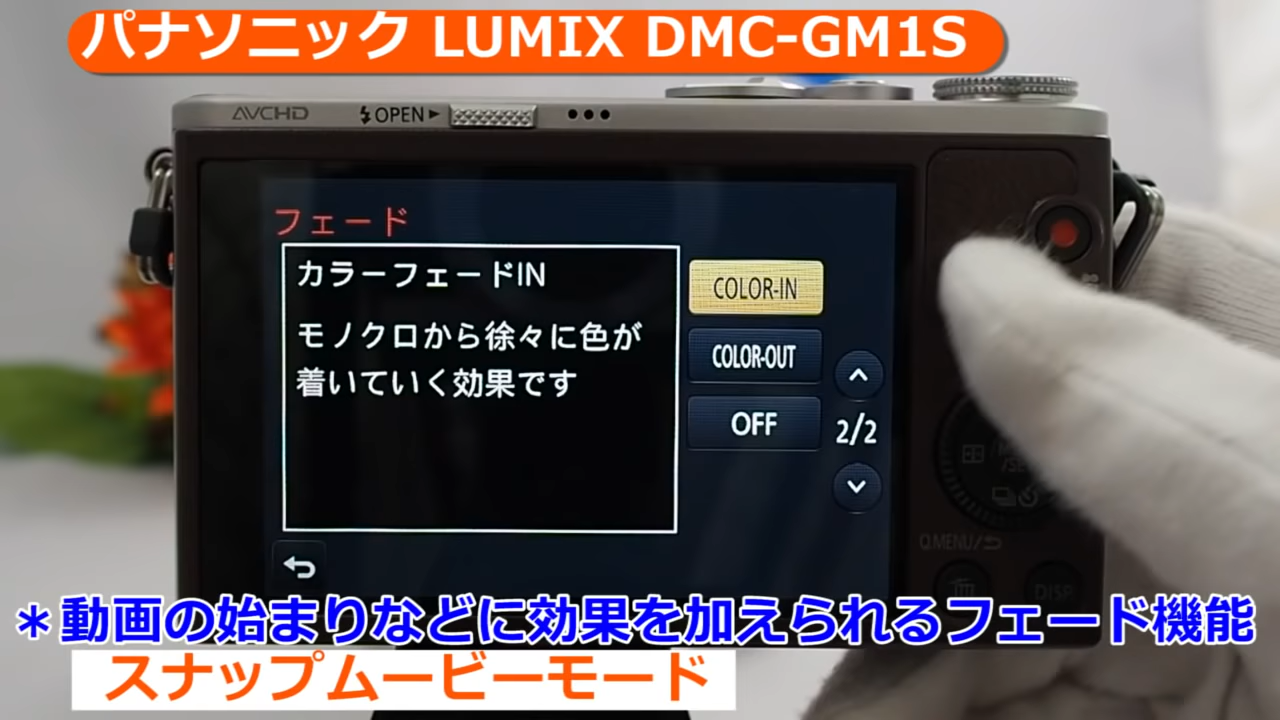 パナソニック LUMIX DMC-GM1S
AVCHD
OPEN
フェード
カラーフェードIN
モノクロから徐々に色が
着いていく効果です
COLOR-IN
COLOR-OUT
OFF
2/2
Q.MENU/
DISP
＊動画の始まりなどに効果を加えられるフェード機能
スナップムービーモード